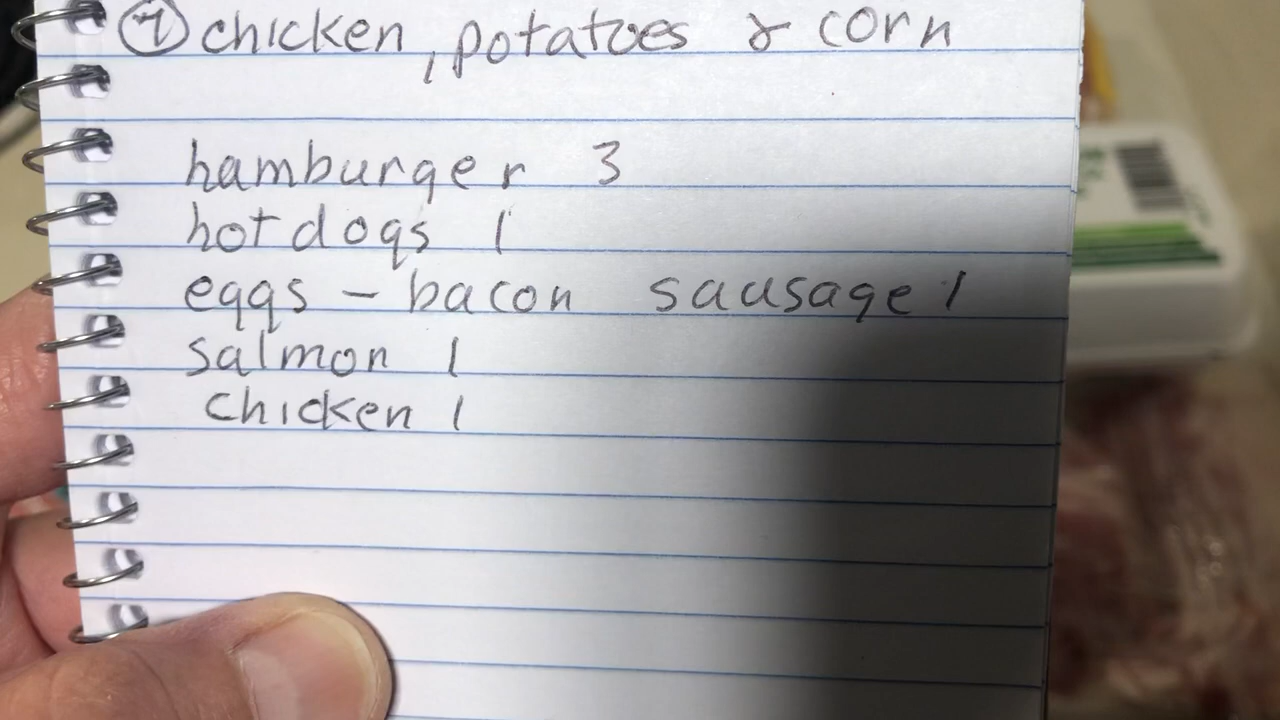 ⑦ chicken, potatoes & corn
hamburger 3
hotdogs 1
eggs - bacon sausage 1
salmon 1
chicken 1